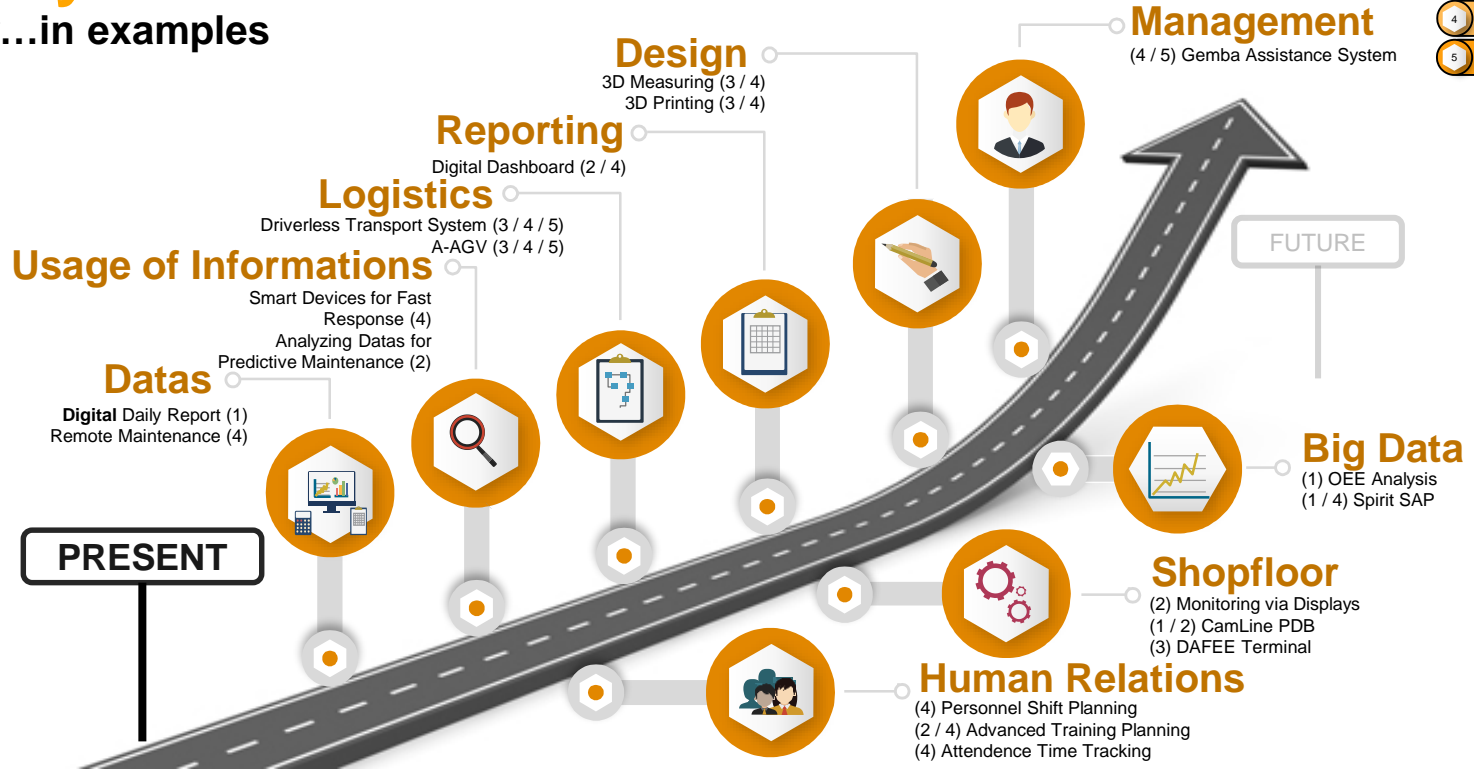 …in examples
Management
(4 / 5) Gemba Assistance System
4
5
Design
3D Measuring (3 / 4)
3D Printing (3 / 4)
Reporting
Digital Dashboard (2 / 4)
Logistics
Driverless Transport System (3 / 4 / 5)
A-AGV (3 / 4 / 5)
Usage of Informations
Smart Devices for Fast
Response (4)
Analyzing Datas for
Predictive Maintenance (2)
Datas
Digital Daily Report (1)
Remote Maintenance (4)
FUTURE
PRESENT
Big Data
(1) OEE Analysis
(1 / 4) Spirit SAP
Shopfloor
(2) Monitoring via Displays
(1 / 2) CamLine PDB
(3) DAFEE Terminal
Human Relations
(4) Personnel Shift Planning
(2 / 4) Advanced Training Planning
(4) Attendence Time Tracking